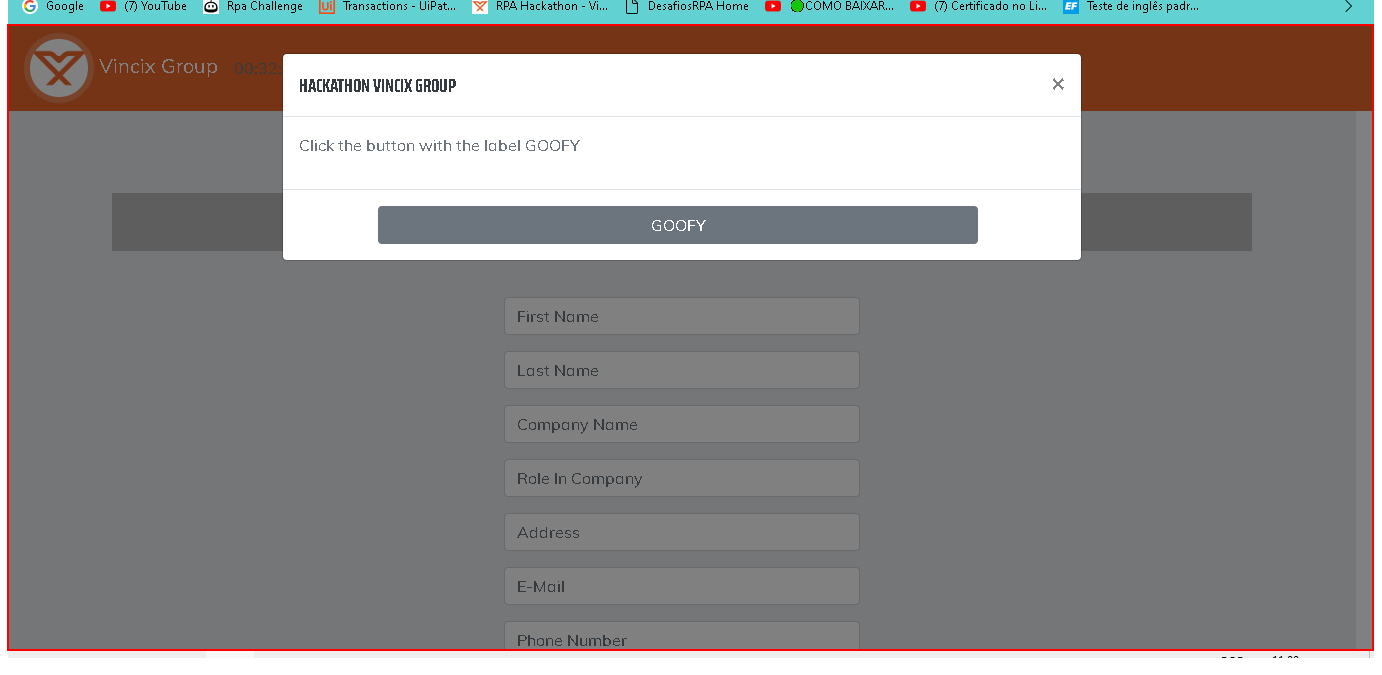 Google (7) YouTube Rpa Challenge Ui Transactions - UiPat... RPA Hackathon - Vi... DesafiosRPA Home COMO BAIXAR... (7) Certificado no Li... EF Teste de inglês padr...
Vincix Group 00:32:
HACKATHON VINCIX GROUP ×
Click the button with the label GOOFY
GOOFY
First Name
Last Name
Company Name
Role In Company
Address
E-Mail
Phone Number